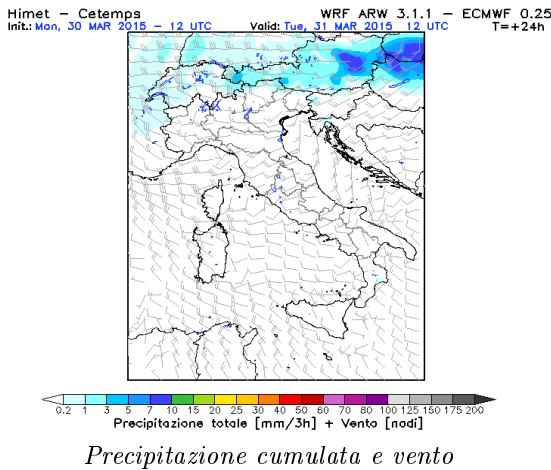 Himet – Cetemps WRF ARW 3.1.1 – ECMWF 0.25
Init.: Mon, 30 MAR 2015 – 12 UTC Valid: Tue, 31 MAR 2015 12 UTC T=+24h
0.2 1 3 5 7 10 15 20 25 30 40 50 60 70 80 90 100 125 150 175 200
Precipitazione totale [mm/3h] + Vento [nodi]
Precipitazione cumulata e vento